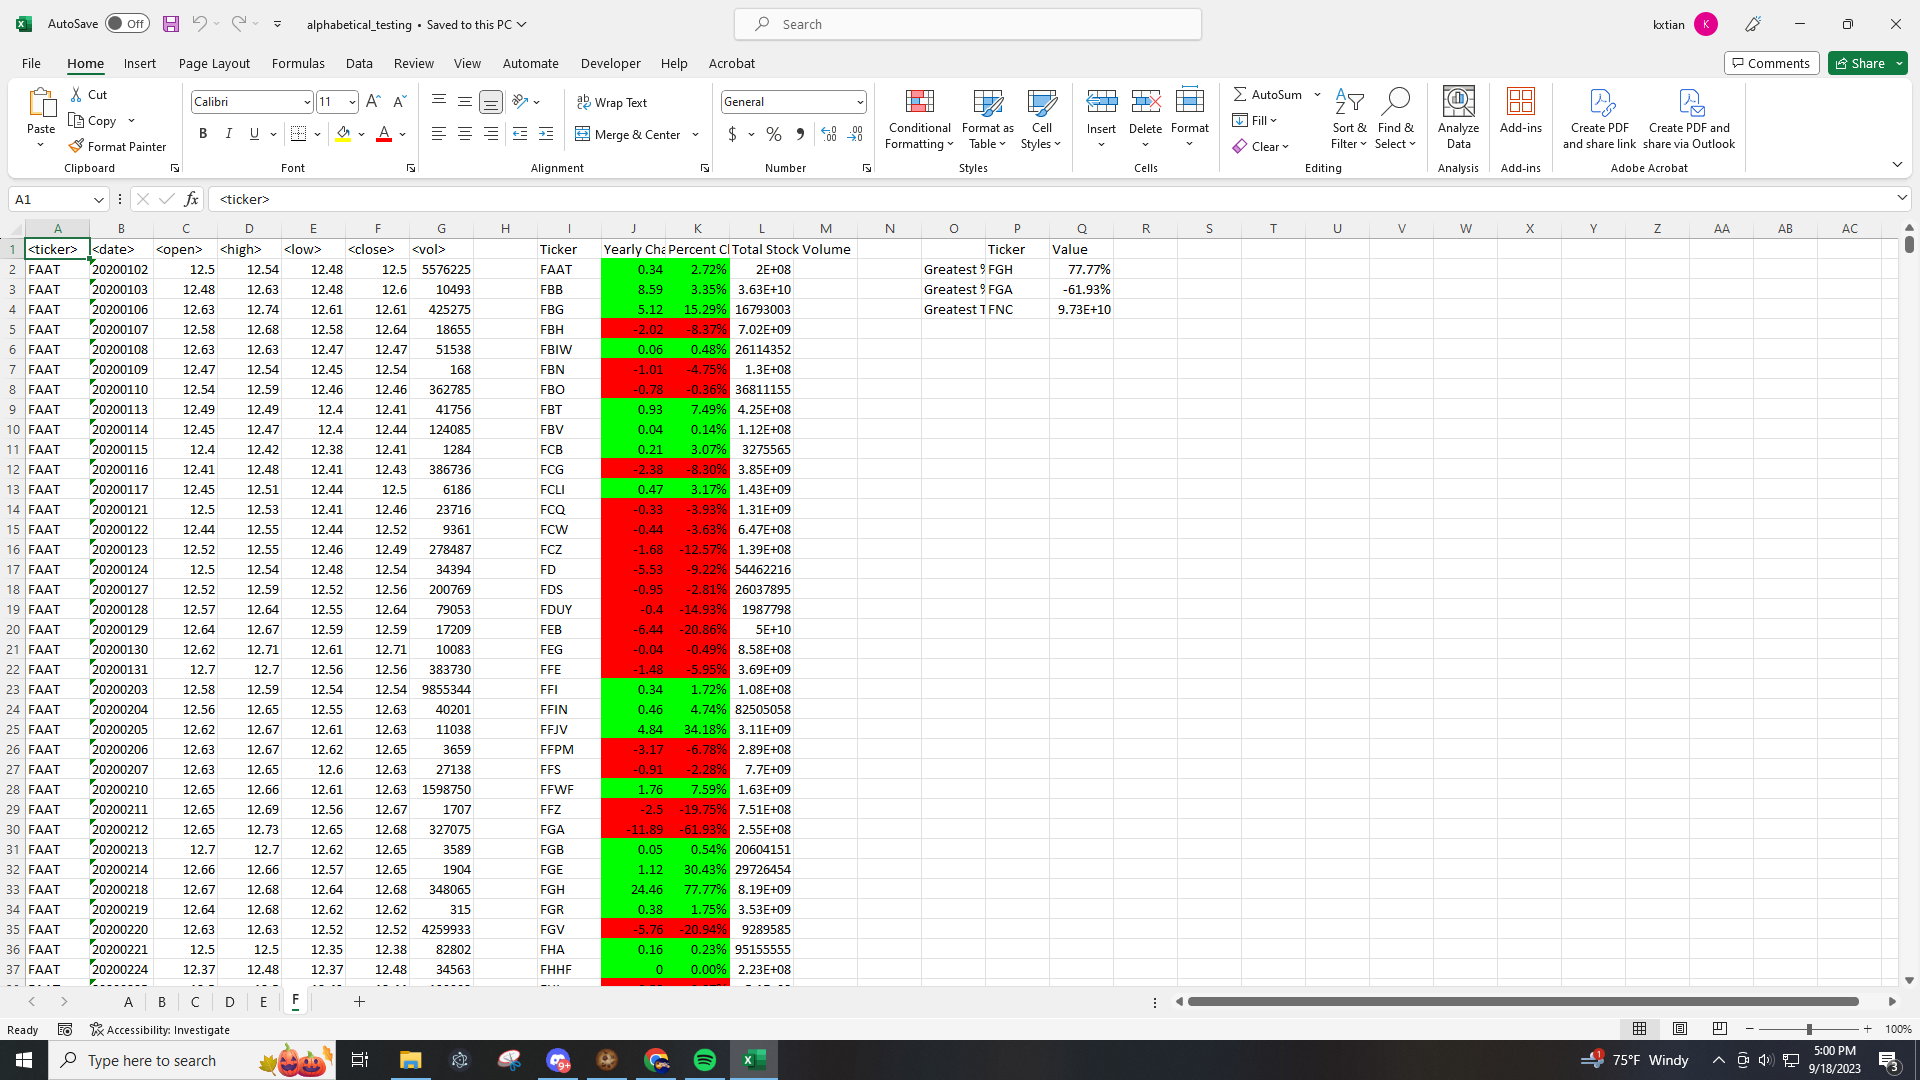 AutoSave Off alphabetical_testing • Saved to this PC Search kxtian K
File Home Insert Page Layout Formulas Data Review View Automate Developer Help Acrobat Comments Share
Paste Cut Copy Format Painter Clipboard
Calibri 11 B I U A Font
Wrap Text Merge & Center Alignment
General $ % Number
Conditional Formatting Format as Table Cell Styles Styles
Insert Delete Format Cells
AutoSum Fill Clear Sort & Filter Find & Select Editing
Analyze Data Analysis
Add-ins Add-ins
Create PDF and share link Create PDF and share via Outlook Adobe Acrobat
A1 fx <ticker>
A B C D E F G H I J K L M N O P Q R S T U V W X Y Z AA AB AC
1 <ticker> <date> <open> <high> <low> <close> <vol> Ticker Yearly Cha Percent Cl Total Stock Volume Ticker Value
2 FAAT 20200102 12.5 12.54 12.48 12.5 5576225 FAAT 0.34 2.72% 2E+08 Greatest % FGH 77.77%
3 FAAT 20200103 12.48 12.63 12.48 12.6 10493 FBB 8.59 3.35% 3.63E+10 Greatest % FGA -61.93%
4 FAAT 20200106 12.63 12.74 12.61 12.61 425275 FBG 5.12 15.29% 16793003 Greatest T FNC 9.73E+10
5 FAAT 20200107 12.58 12.68 12.58 12.64 18655 FBH -2.02 -8.37% 7.02E+09
6 FAAT 20200108 12.63 12.63 12.47 12.47 51538 FBIW 0.06 0.48% 26114352
7 FAAT 20200109 12.47 12.54 12.45 12.54 168 FBN -1.01 -4.75% 1.3E+08
8 FAAT 20200110 12.54 12.59 12.46 12.46 362785 FBO -0.78 -0.36% 36811155
9 FAAT 20200113 12.49 12.49 12.4 12.41 41756 FBT 0.93 7.49% 4.25E+08
10 FAAT 20200114 12.45 12.47 12.4 12.44 124085 FBV 0.04 0.14% 1.12E+08
11 FAAT 20200115 12.4 12.42 12.38 12.41 1284 FCB 0.21 3.07% 3275565
12 FAAT 20200116 12.41 12.48 12.41 12.43 386736 FCG -2.38 -8.30% 3.85E+09
13 FAAT 20200117 12.45 12.51 12.44 12.5 6186 FCLI 0.47 3.17% 1.43E+09
14 FAAT 20200121 12.5 12.53 12.41 12.46 23716 FCQ -0.33 -3.93% 1.31E+09
15 FAAT 20200122 12.44 12.55 12.44 12.52 9361 FCW -0.44 -3.63% 6.47E+08
16 FAAT 20200123 12.52 12.55 12.46 12.49 278487 FCZ -1.68 -12.57% 1.39E+08
17 FAAT 20200124 12.5 12.54 12.48 12.54 34394 FD -5.53 -9.22% 54462216
18 FAAT 20200127 12.52 12.59 12.52 12.56 200769 FDS -0.95 -2.81% 26037895
19 FAAT 20200128 12.57 12.64 12.55 12.64 79053 FDUY -0.4 -14.93% 1987798
20 FAAT 20200129 12.64 12.67 12.59 12.59 17209 FEB -6.44 -20.86% 5E+10
21 FAAT 20200130 12.62 12.71 12.61 12.71 10083 FEG -0.04 -0.49% 8.58E+08
22 FAAT 20200131 12.7 12.7 12.56 12.56 383730 FFE -1.48 -5.95% 3.69E+09
23 FAAT 20200203 12.58 12.59 12.54 12.54 9855344 FFI 0.34 1.72% 1.08E+08
24 FAAT 20200204 12.56 12.65 12.55 12.63 40201 FFIN 0.46 4.74% 82505058
25 FAAT 20200205 12.62 12.67 12.61 12.63 11038 FFJV 4.84 34.18% 3.11E+09
26 FAAT 20200206 12.63 12.67 12.62 12.65 3659 FFPM -3.17 -6.78% 2.89E+08
27 FAAT 20200207 12.63 12.65 12.6 12.63 27138 FFS -0.91 -2.28% 7.7E+09
28 FAAT 20200210 12.65 12.66 12.61 12.63 1598750 FFWF 1.76 7.59% 1.63E+09
29 FAAT 20200211 12.65 12.69 12.56 12.67 1707 FFZ -2.5 -19.75% 7.51E+08
30 FAAT 20200212 12.65 12.73 12.65 12.68 327075 FGA -11.89 -61.93% 2.55E+08
31 FAAT 20200213 12.7 12.7 12.62 12.65 3589 FGB 0.05 0.54% 20604151
32 FAAT 20200214 12.66 12.66 12.57 12.65 1904 FGE 1.12 30.43% 29726454
33 FAAT 20200218 12.67 12.68 12.64 12.68 348065 FGH 24.46 77.77% 8.19E+09
34 FAAT 20200219 12.64 12.68 12.62 12.62 315 FGR 0.38 1.75% 3.53E+09
35 FAAT 20200220 12.63 12.63 12.52 12.52 4259933 FGV -5.76 -20.94% 9289585
36 FAAT 20200221 12.5 12.5 12.35 12.38 82802 FHA 0.16 0.23% 95155555
37 FAAT 20200224 12.37 12.48 12.37 12.48 34563 FHHF 0 0.00% 2.23E+08
A B C D E F
Ready Accessibility: Investigate 100%
Type here to search 9+ 1 75°F Windy 5:00 PM 9/18/2023 3